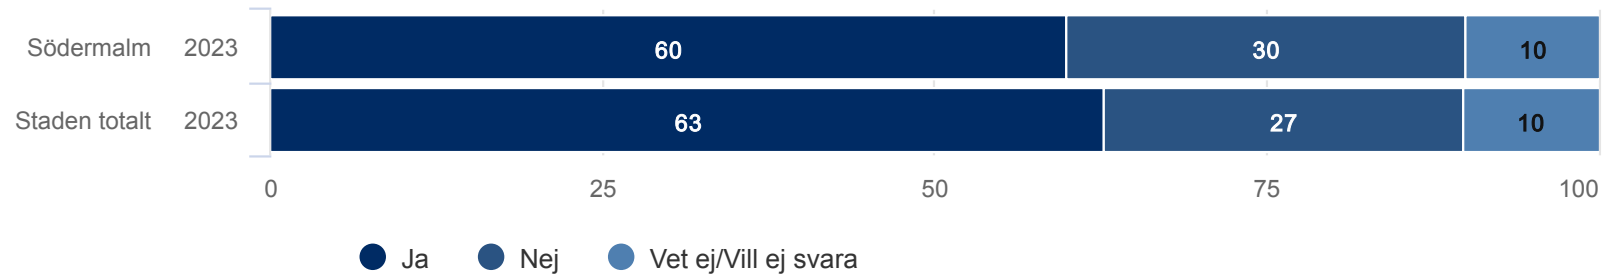 Södermalm 2023 60 30 10
Staden totalt 2023 63 27 10
0 25 50 75 100
Ja Nej Vet ej/Vill ej svara